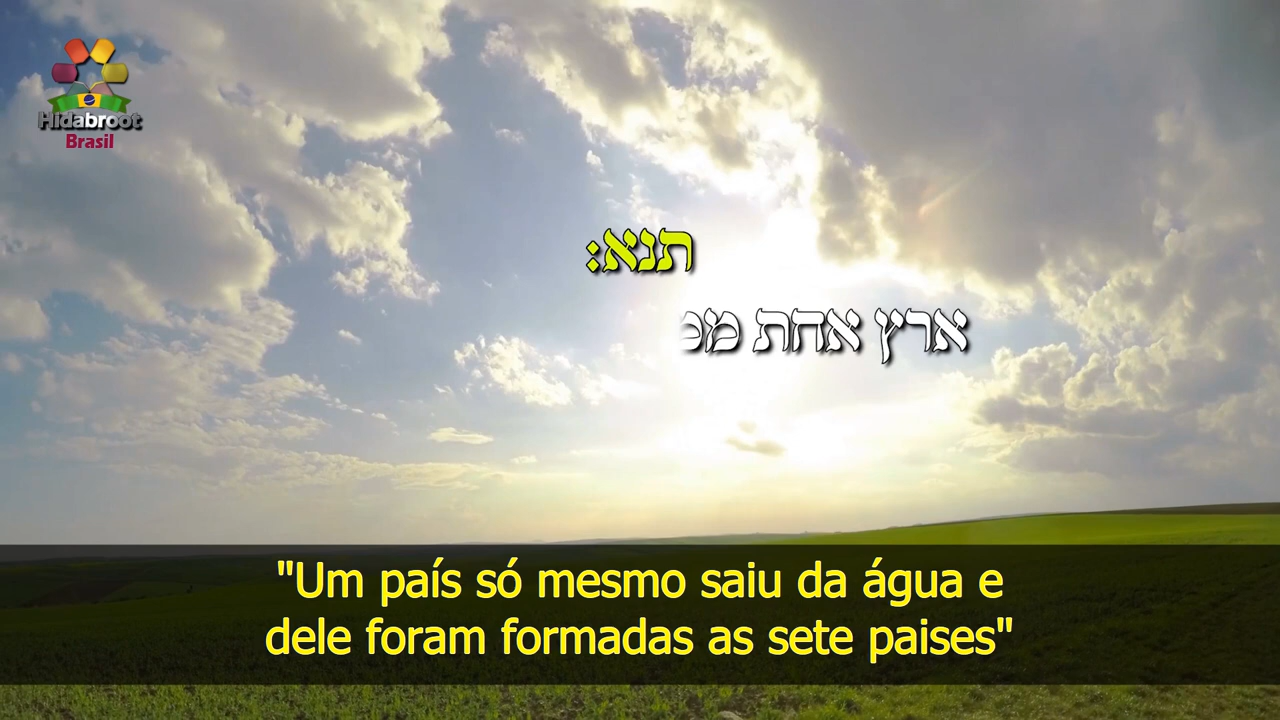 Hidabroot
Brasil
תנא:
ארץ אחת
"Um país só mesmo saiu da água e
dele foram formadas as sete paises"